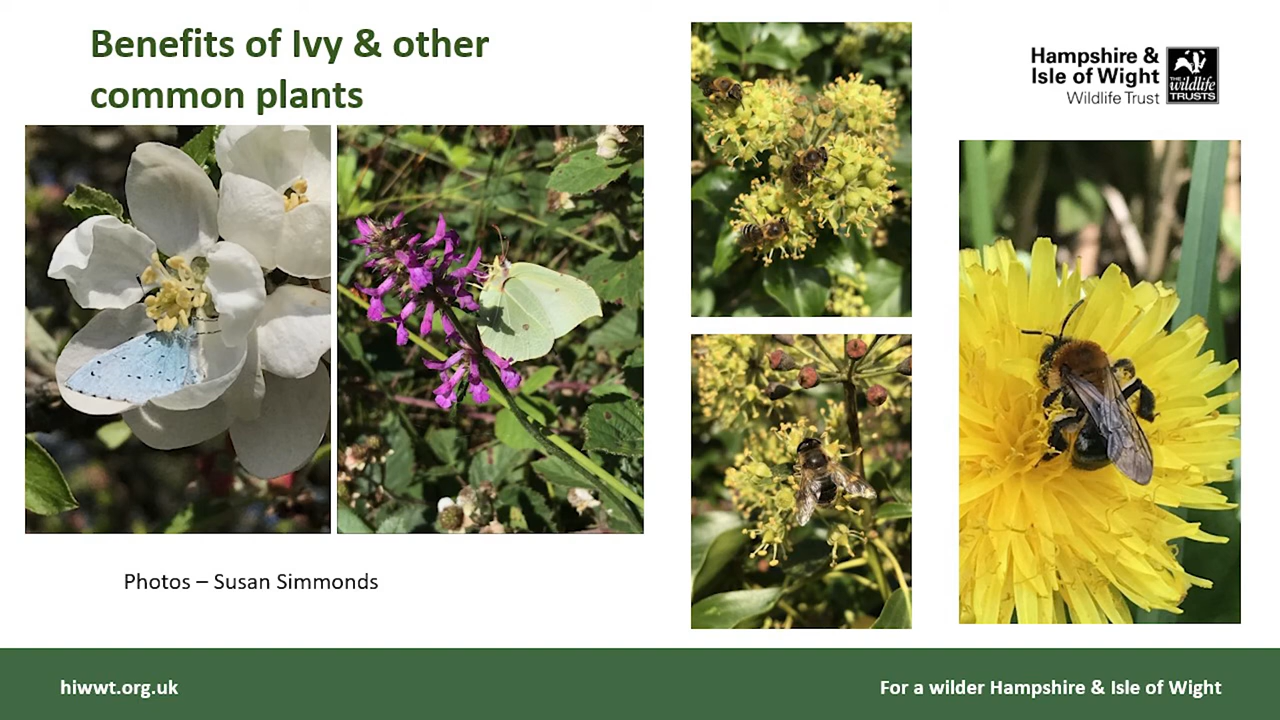 Benefits of Ivy & other
common plants
Hampshire &
Isle of Wight
Wildlife Trust
THE
wildlife
TRUSTS
Photos – Susan Simmonds
hiwwt.org.uk
For a wilder Hampshire & Isle of Wight